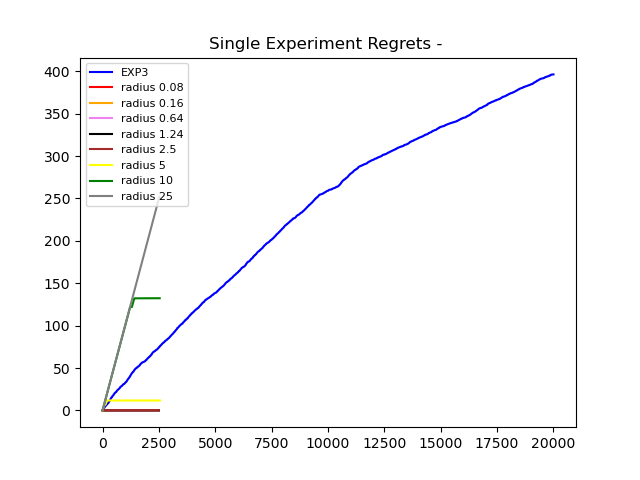 Single Experiment Regrets -
400
350
300
250
200
150
100
50
0
EXP3
radius 0.08
radius 0.16
radius 0.64
radius 1.24
radius 2.5
radius 5
radius 10
radius 25
0 2500 5000 7500 10000 12500 15000 17500 20000